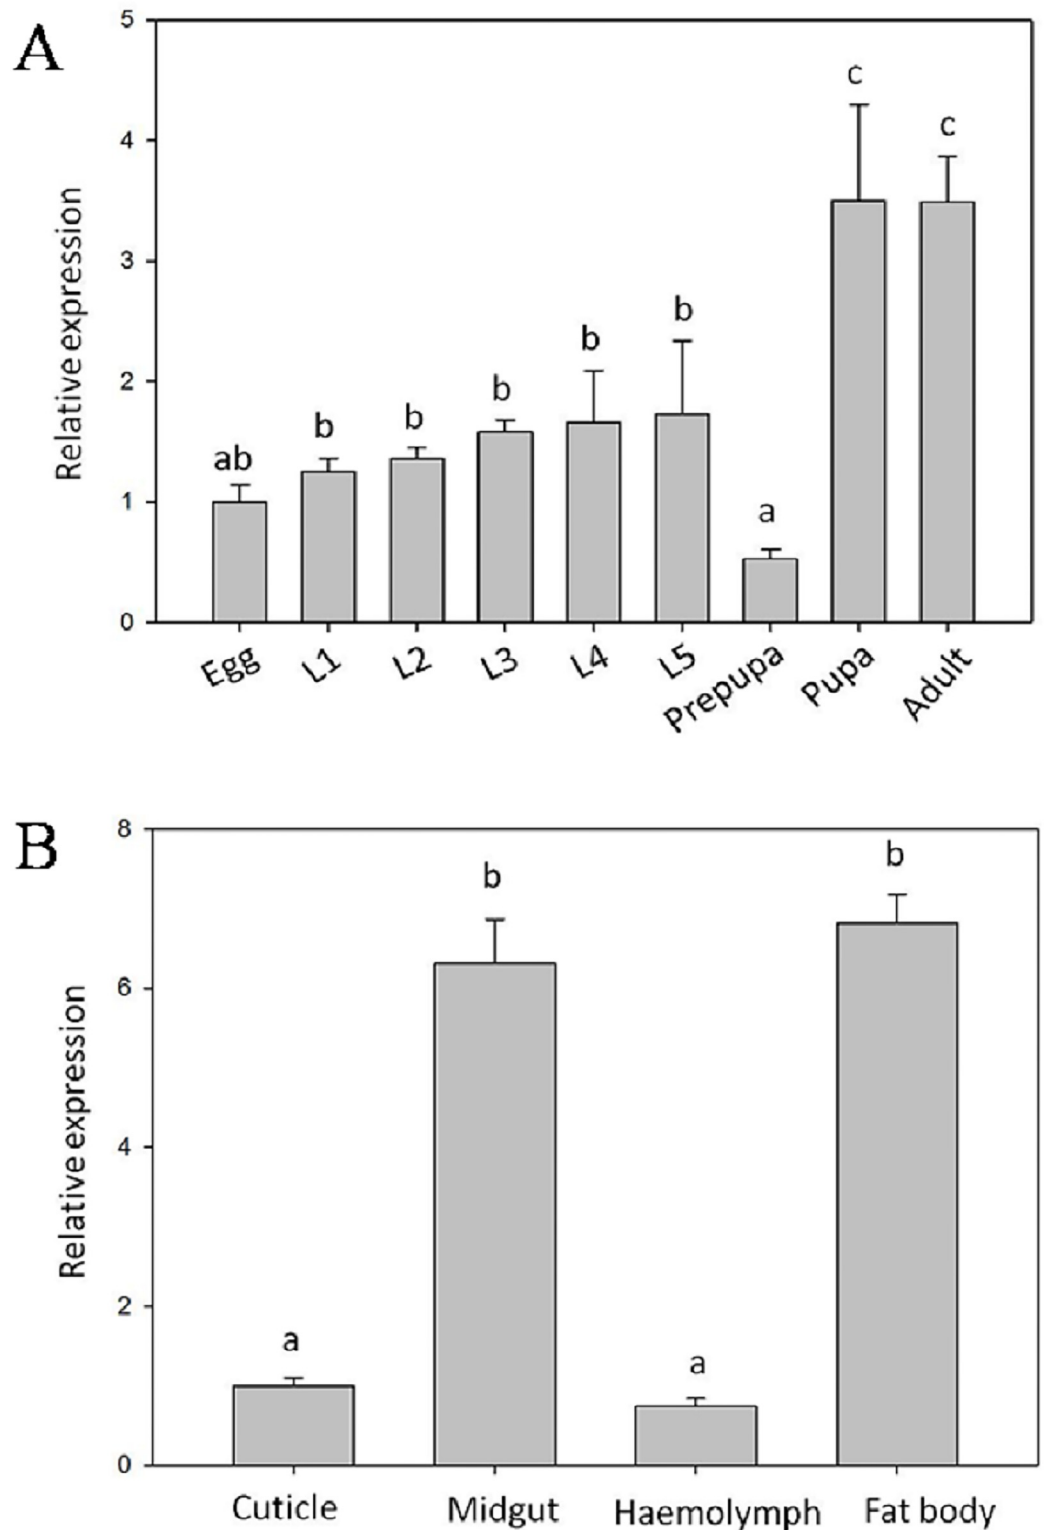 A
5
4
3
2
1
0
Relative expression
ab
b
b
b
b
b
a
c
c
Egg
L1
L2
L3
L4
L5
Prepupa
Pupa
Adult
B
8
6
4
2
0
Relative expression
a
b
a
b
Cuticle
Midgut
Haemolymph
Fat body